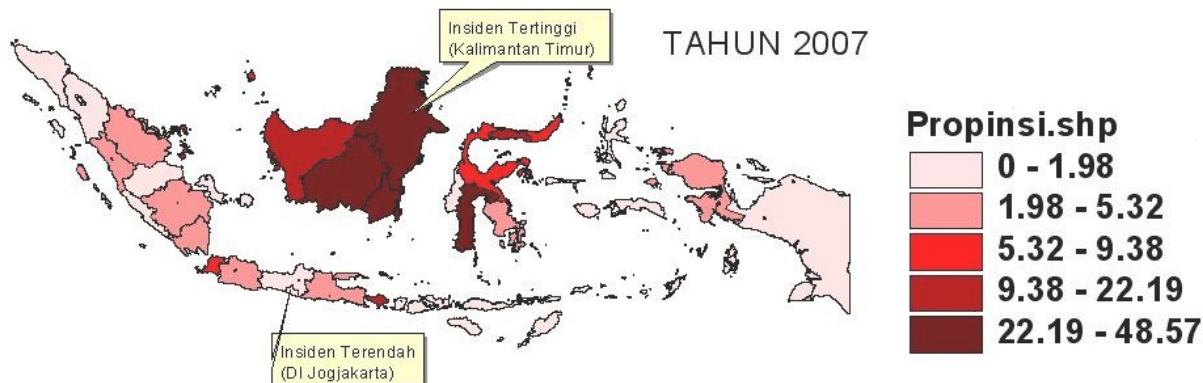 Insiden Tertinggi
(Kalimantan Timur)
TAHUN 2007
Propinsi.shp
0 - 1.98
1.98 - 5.32
5.32 - 9.38
9.38 - 22.19
22.19 - 48.57
Insiden Terendah
(DI Jogjakarta)